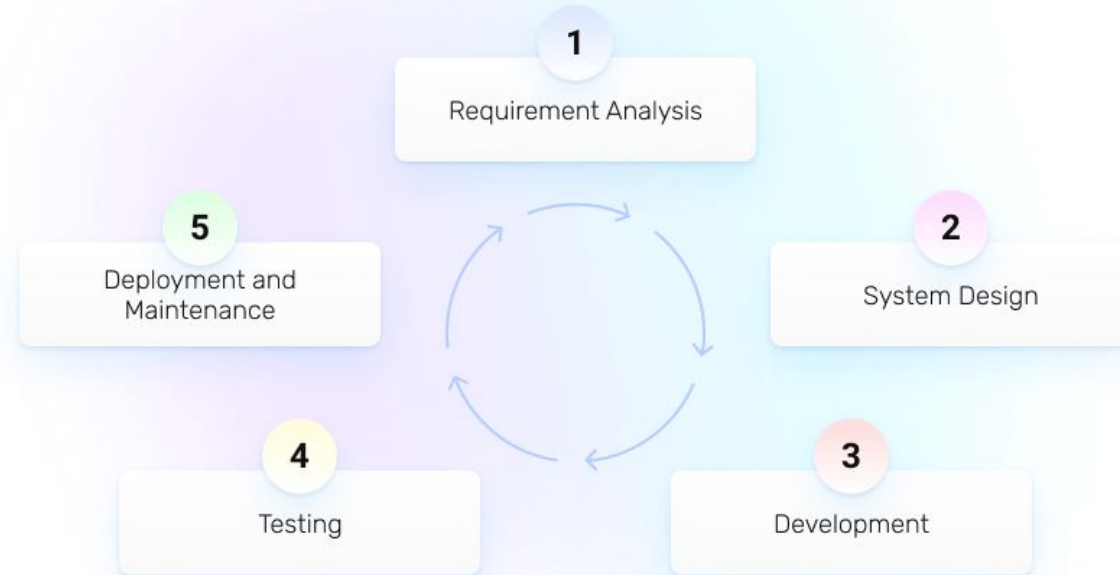 1
Requirement Analysis
2
System Design
3
Development
4
Testing
5
Deployment and
Maintenance